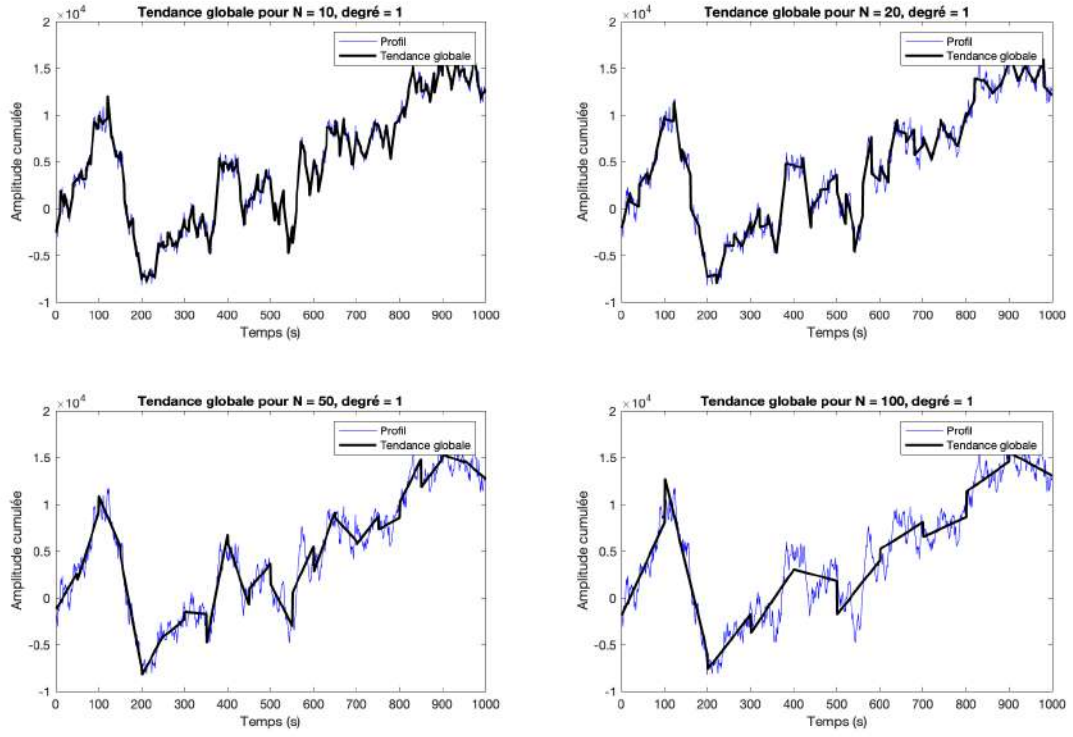 Tendance globale pour N = 10, degré = 1
×10⁴
2
1.5
1
0.5
0
-0.5
-1
Amplitude cumulée
Profil
Tendance globale
0 100 200 300 400 500 600 700 800 900 1000
Temps (s)
Tendance globale pour N = 20, degré = 1
×10⁴
2
1.5
1
0.5
0
-0.5
-1
Amplitude cumulée
Profil
Tendance globale
0 100 200 300 400 500 600 700 800 900 1000
Temps (s)
Tendance globale pour N = 50, degré = 1
×10⁴
2
1.5
1
0.5
0
-0.5
-1
Amplitude cumulée
Profil
Tendance globale
0 100 200 300 400 500 600 700 800 900 1000
Temps (s)
Tendance globale pour N = 100, degré = 1
×10⁴
2
1.5
1
0.5
0
-0.5
-1
Amplitude cumulée
Profil
Tendance globale
0 100 200 300 400 500 600 700 800 900 1000
Temps (s)